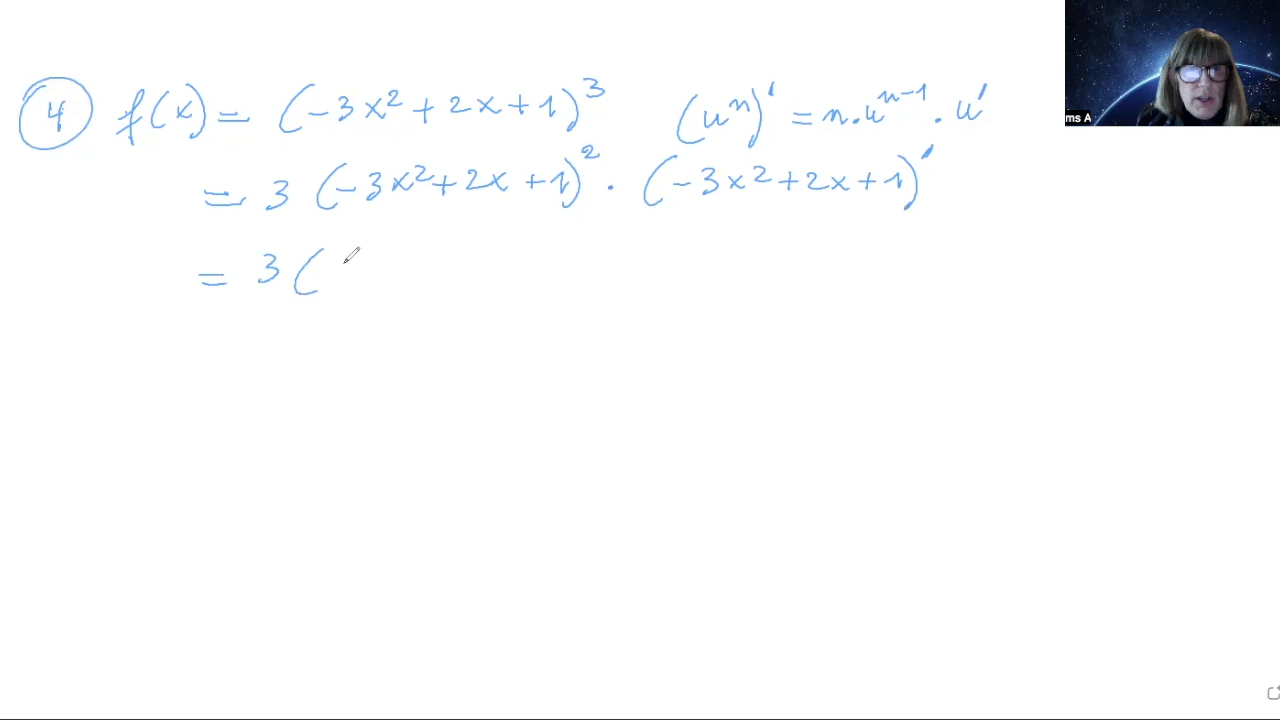 ④ f(x) = (-3x² + 2x + 1)³ (uⁿ)' = n·uⁿ⁻¹·u'
= 3 (-3x² + 2x + 1)² · (-3x² + 2x + 1)'
= 3 (
ms A